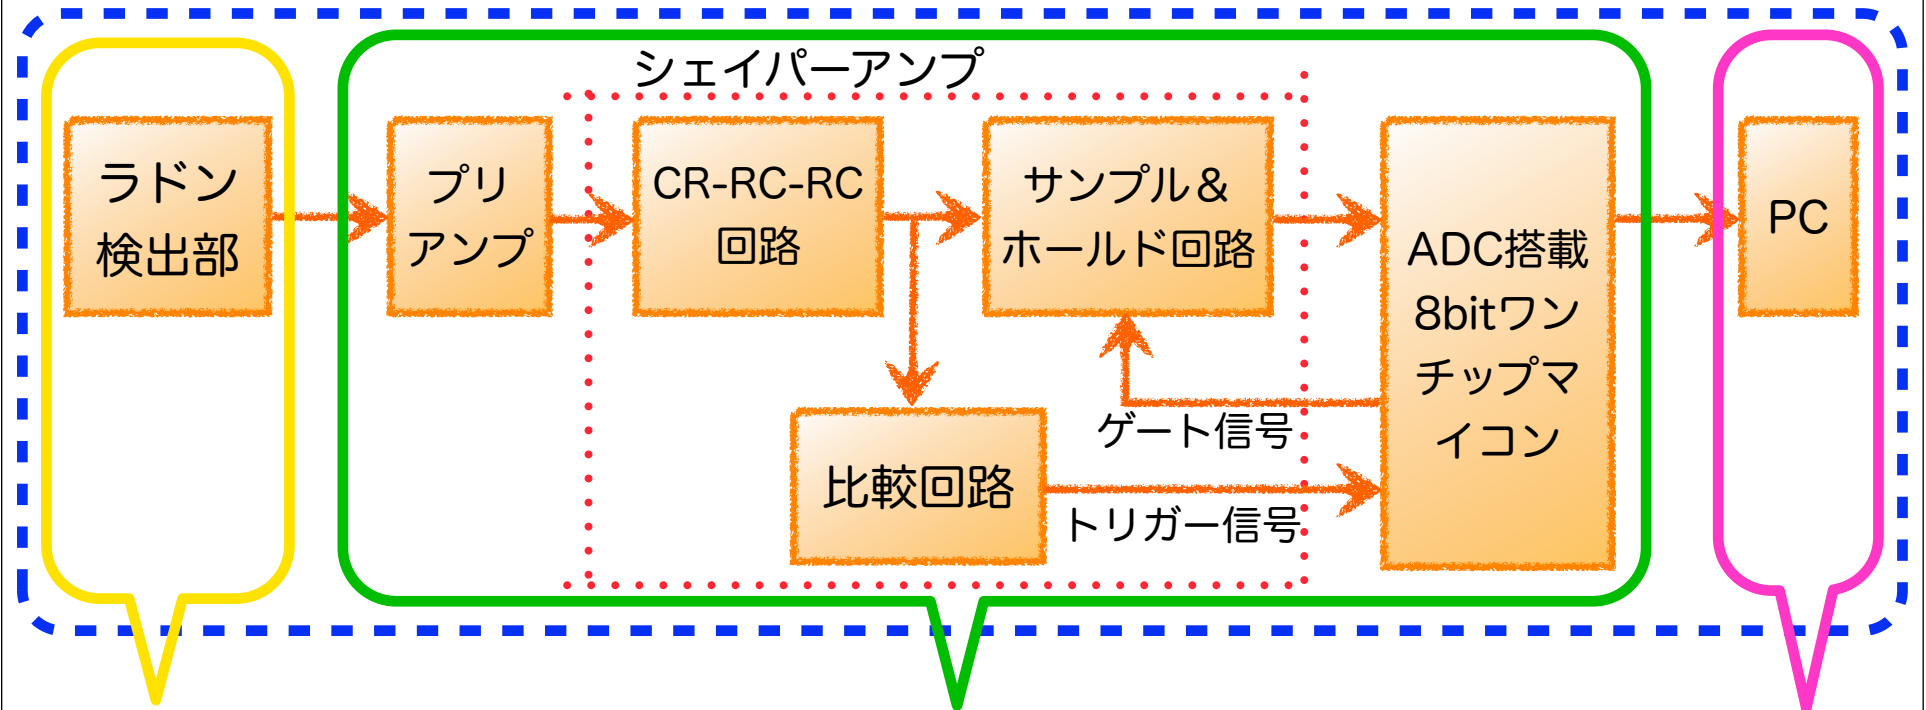 シェイパーアンプ
ラドン
検出部
プリ
アンプ
CR-RC-RC
回路
サンプル&
ホールド回路
ADC搭載
8bitワン
チップマ
イコン
PC
ゲート信号
比較回路
トリガー信号